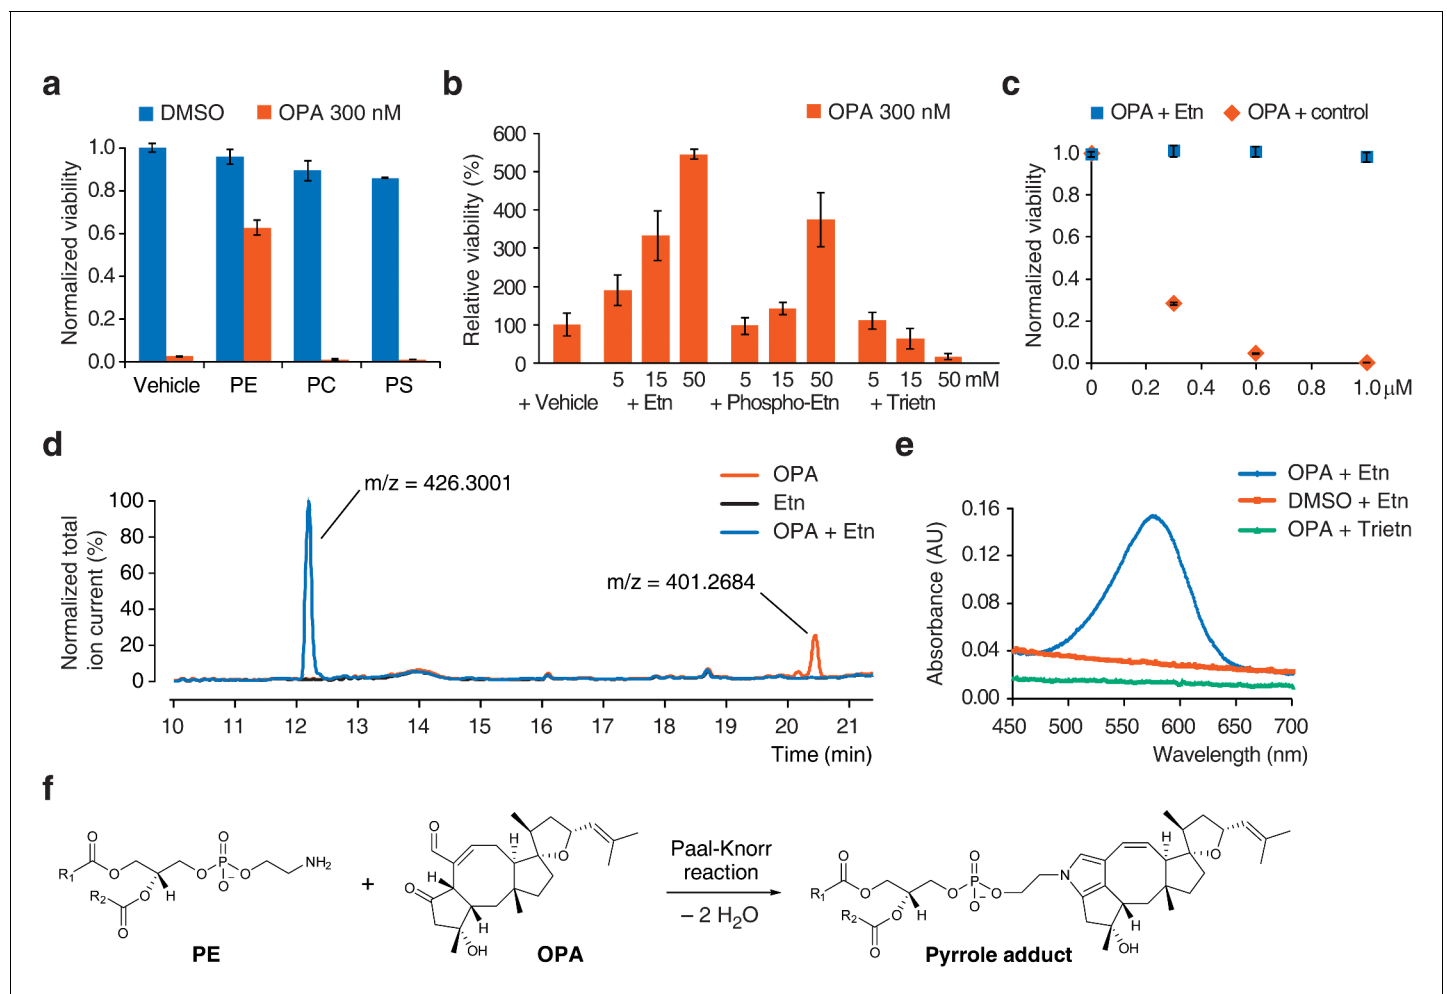 a
DMSO OPA 300 nM
Normalized viability
1.0
0.8
0.6
0.4
0.2
0.0
Vehicle PE PC PS
b
OPA 300 nM
Relative viability (%)
600
500
400
300
200
100
0
5 15 50 5 15 50 5 15 50 mM
+ Vehicle + Etn + Phospho-Etn + Trietn
c
OPA + Etn OPA + control
Normalized viability
1.0
0.8
0.6
0.4
0.2
0.0
0 0.2 0.4 0.6 0.8 1.0 μM
d
OPA
Etn
OPA + Etn
m/z = 426.3001
m/z = 401.2684
Normalized total
ion current (%)
100
80
60
40
20
0
10 11 12 13 14 15 16 17 18 19 20 21
Time (min)
e
OPA + Etn
DMSO + Etn
OPA + Trietn
Absorbance (AU)
0.16
0.12
0.08
0.04
0.00
450 500 550 600 650 700
Wavelength (nm)
f
O O
R1 O O P O NH2
R2 O H O−
O
PE
+
O
H H O
O
H
OH
OPA
Paal-Knorr
reaction
– 2 H2O
O O
R1 O O P O N H O
R2 O H O−
O H
OH
Pyrrole adduct